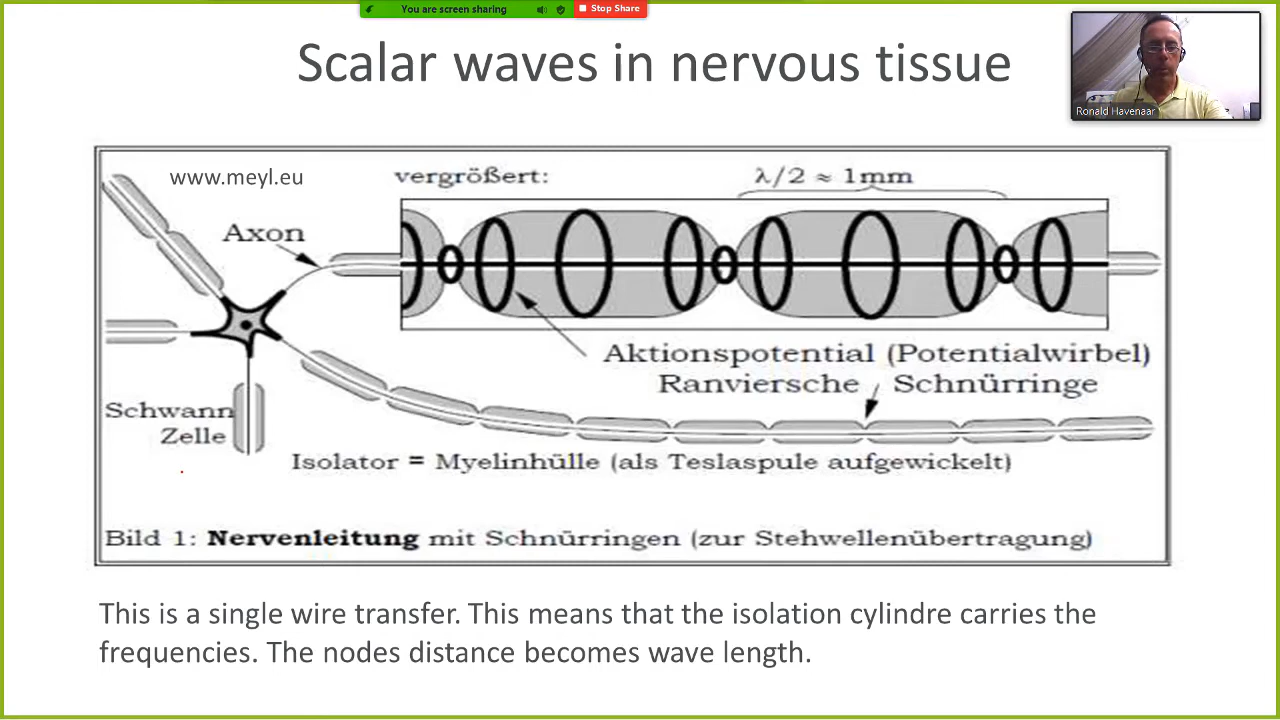 You are screen sharing
Stop Share
Scalar waves in nervous tissue
Ronald Havenaar
www.meyl.eu
vergrößert:
λ/2 ≈ 1mm
Axon
Aktionspotential (Potentialwirbel)
Ranviersche Schnürringe
Schwann
Zelle
Isolator = Myelinhülle (als Teslaspule aufgewickelt)
Bild 1: Nervenleitung mit Schnürringen (zur Stehwellenübertragung)
This is a single wire transfer. This means that the isolation cylindre carries the
frequencies. The nodes distance becomes wave length.